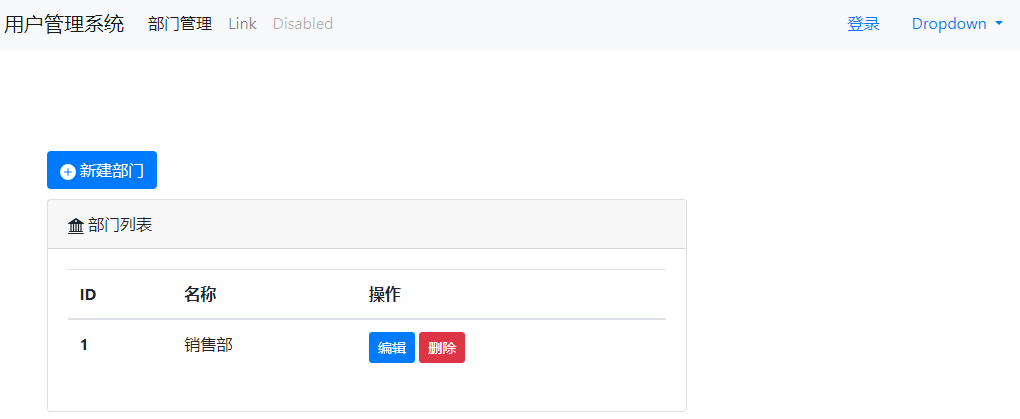 用户管理系统 部门管理 Link Disabled 登录 Dropdown
新建部门
部门列表
ID 名称 操作
1 销售部 编辑 删除